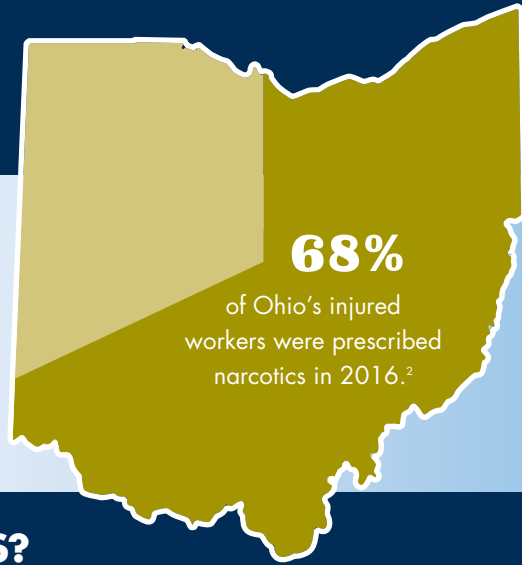 68%
of Ohio's injured
workers were prescribed
narcotics in 2016.²
S?